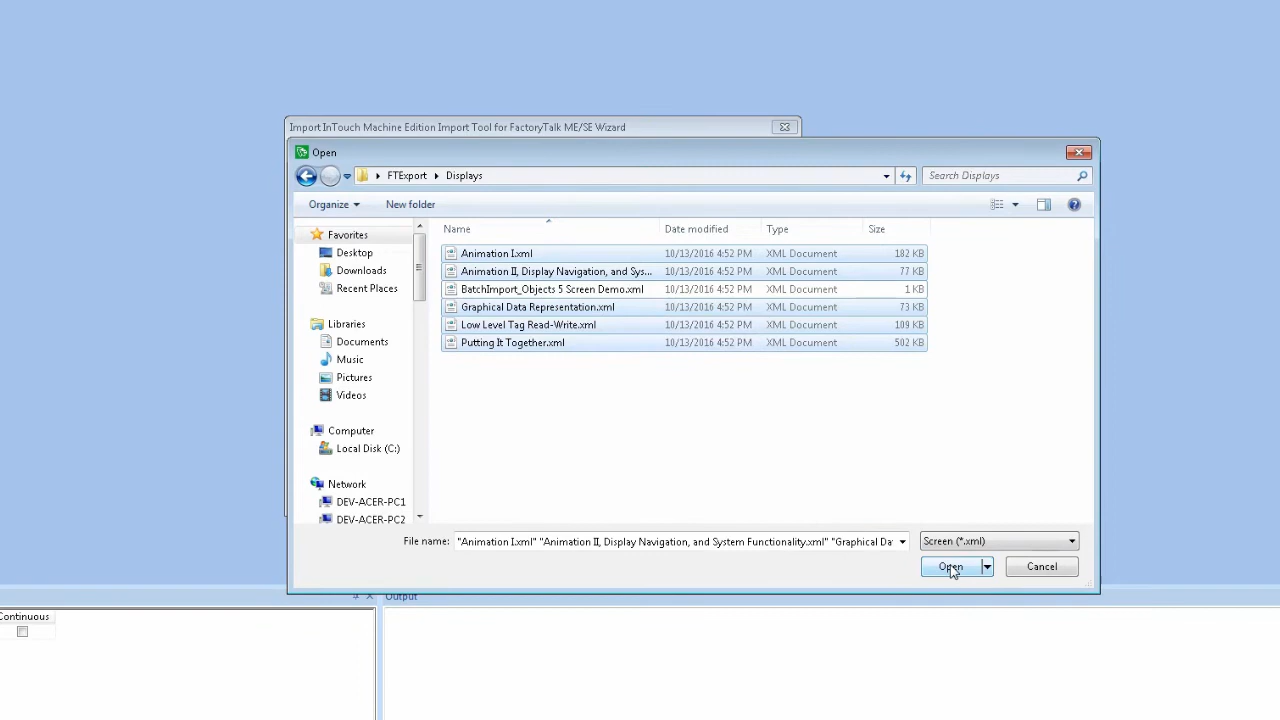 Import InTouch Machine Edition Import Tool for FactoryTalk ME/SE Wizard
Open
FTExport Displays
Search Displays
Organize New folder
Name Date modified Type Size
Favorites
Desktop
Downloads
Recent Places
Libraries
Documents
Music
Pictures
Videos
Computer
Local Disk (C:)
Network
DEV-ACER-PC1
DEV-ACER-PC2
Animation I.xml 10/13/2016 4:52 PM XML Document 182 KB
Animation II, Display Navigation, and Sys... 10/13/2016 4:52 PM XML Document 77 KB
BatchImport_Objects 5 Screen Demo.xml 10/13/2016 4:52 PM XML Document 1 KB
Graphical Data Representation.xml 10/13/2016 4:52 PM XML Document 73 KB
Low Level Tag Read-Write.xml 10/13/2016 4:52 PM XML Document 109 KB
Putting It Together.xml 10/13/2016 4:52 PM XML Document 502 KB
File name: "Animation I.xml" "Animation II, Display Navigation, and System Functionality.xml" "Graphical Da Screen (*.xml)
Open Cancel
Output
Continuous